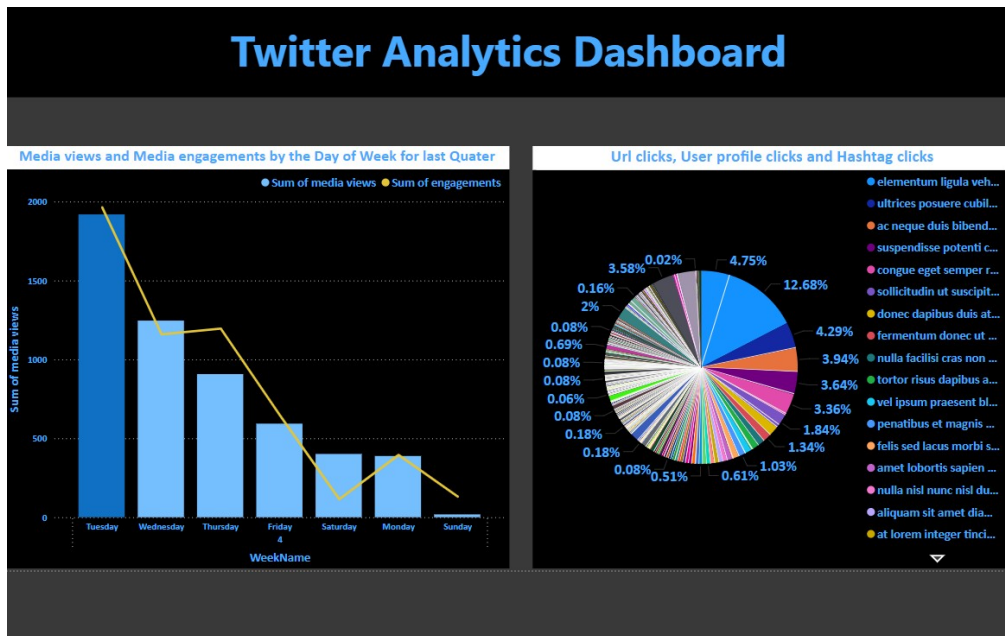 Twitter Analytics Dashboard
Media views and Media engagements by the Day of Week for last Quater
Sum of media views Sum of engagements
Sum of media views
2000
1500
1000
500
0
Tuesday Wednesday Thursday Friday Saturday Monday Sunday
4
WeekName
Url clicks, User profile clicks and Hashtag clicks
4.75%
12.68%
4.29%
3.94%
3.64%
3.36%
1.84%
1.34%
1.03%
0.61%
0.51%
0.08%
0.18%
0.18%
0.08%
0.06%
0.08%
0.08%
0.69%
0.08%
2%
0.16%
3.58%
0.02%
elementum ligula veh...
ultrices posuere cubil...
ac neque duis bibend...
suspendisse potenti c...
congue eget semper r...
sollicitudin ut suscipit...
donec dapibus duis at...
fermentum donec ut ...
nulla facilisi cras non ...
tortor risus dapibus a...
vel ipsum praesent bl...
penatibus et magnis ...
felis sed lacus morbi s...
amet lobortis sapien ...
nulla nisl nunc nisl du...
aliquam sit amet dia...
at lorem integer tinci...